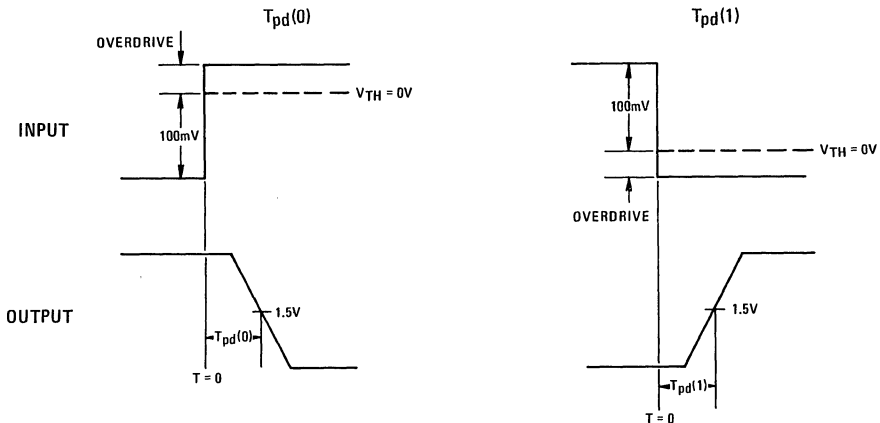 Tpd(0)
OVERDRIVE
VTH = 0V
100mV
INPUT
OUTPUT
1.5V
Tpd(0)
T = 0
Tpd(1)
100mV
VTH = 0V
OVERDRIVE
1.5V
Tpd(1)
T = 0